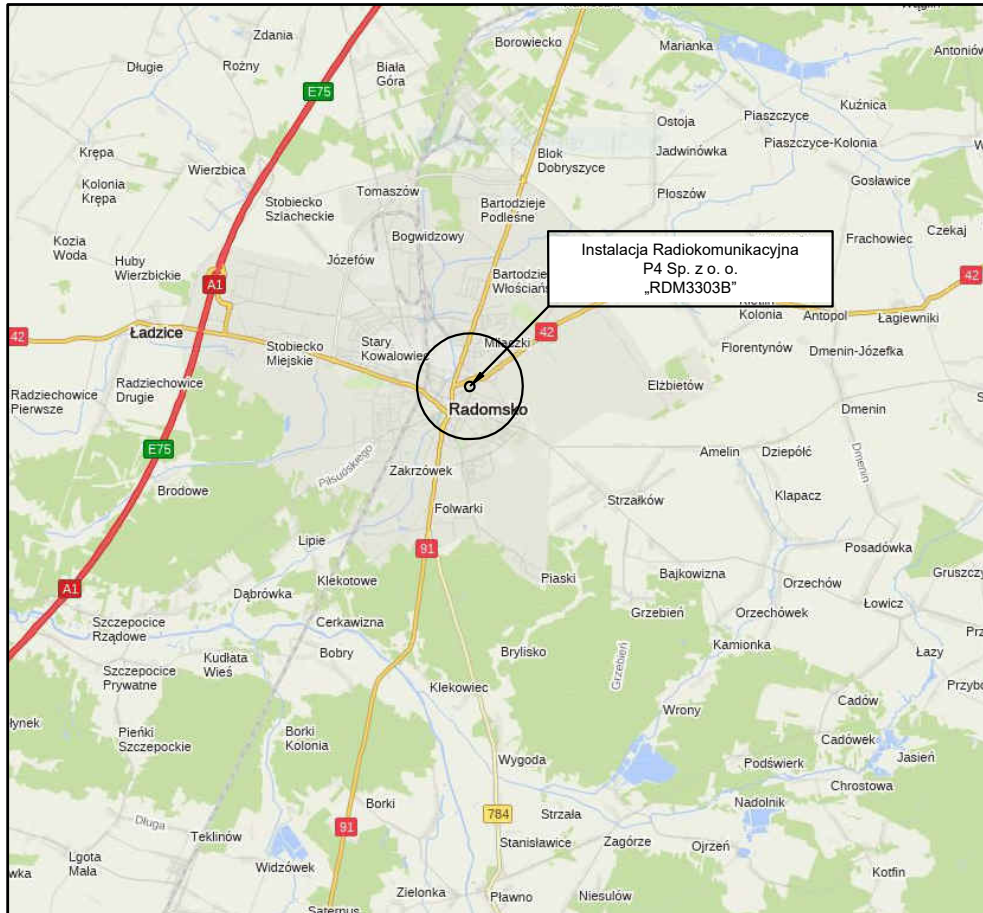 Zdania
Borowiecko
Marianka
Antoniów
Długie
Rożny
Biała
Góra
E75
Kuźnica
Ostoja
Piaszczyce
Krępa
Wierzbica
Blok
Dobryszyce
Jadwinówka
Piaszczyce-Kolonia
Kolonia
Krępa
Stobiecko
Szlacheckie
Tomaszów
Bartodzieje
Podleśne
Płoszów
Gosławice
Kozia
Woda
Huby
Wierzbickie
Józefów
Bogwidzowy
Frachowiec
Czekaj
Instalacja Radiokomunikacyjna
P4 Sp. z o. o.
„RDM3303B”
A1
42
Kolonia
Antopol
Łagiewniki
42
Ładzice
Stobiecko
Miejskie
Stary
Kowalowiec
42
Florentynów
Dmenin-Józefka
Radziechowice
Pierwsze
Radziechowice
Drugie
Elżbietów
Radomsko
Dmenin
E75
Piłsudskiego
Zakrzówek
Amelin
Dziepółć
Dmenin
Brodowe
Folwarki
Strzałków
Klapacz
Lipie
91
Posadówka
A1
Klekotowe
Piaski
Bajkowizna
Orzechów
Dąbrówka
Grzebień
Orzechówek
Łowicz
Szczepocice
Rządowe
Cerkawizna
Kamionka
Kudłata
Wieś
Bobry
Brylisko
Grzebień
Łazy
Szczepocice
Prywatne
Klekowiec
Wrony
Cadów
Pieńki
Szczepockie
Borki
Kolonia
Cadówek
Wygoda
Podświerk
Jasień
Chrostowa
Borki
784
Strzała
Nadolnik
Długa
Teklinów
91
Stanisławice
Zagórze
Ojrzeń
Lgota
Mała
Widzówek
Kotfin
Zielonka
Pławno
Niesulów